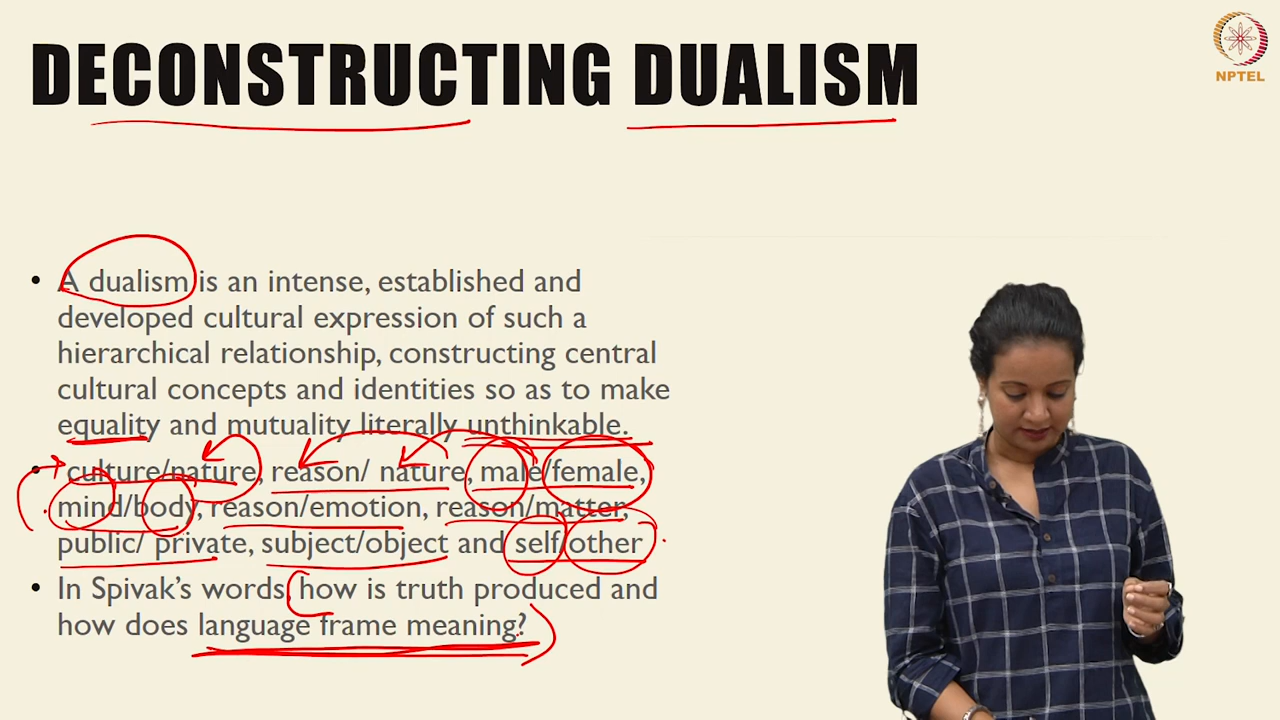 DECONSTRUCTING DUALISM
NPTEL
• A dualism is an intense, established and
developed cultural expression of such a
hierarchical relationship, constructing central
cultural concepts and identities so as to make
equality and mutuality literally unthinkable.
• culture/nature, reason/ nature, male/female,
mind/body, reason/emotion, reason/matter,
public/ private, subject/object and self/other
• In Spivak's words, how is truth produced and
how does language frame meaning?